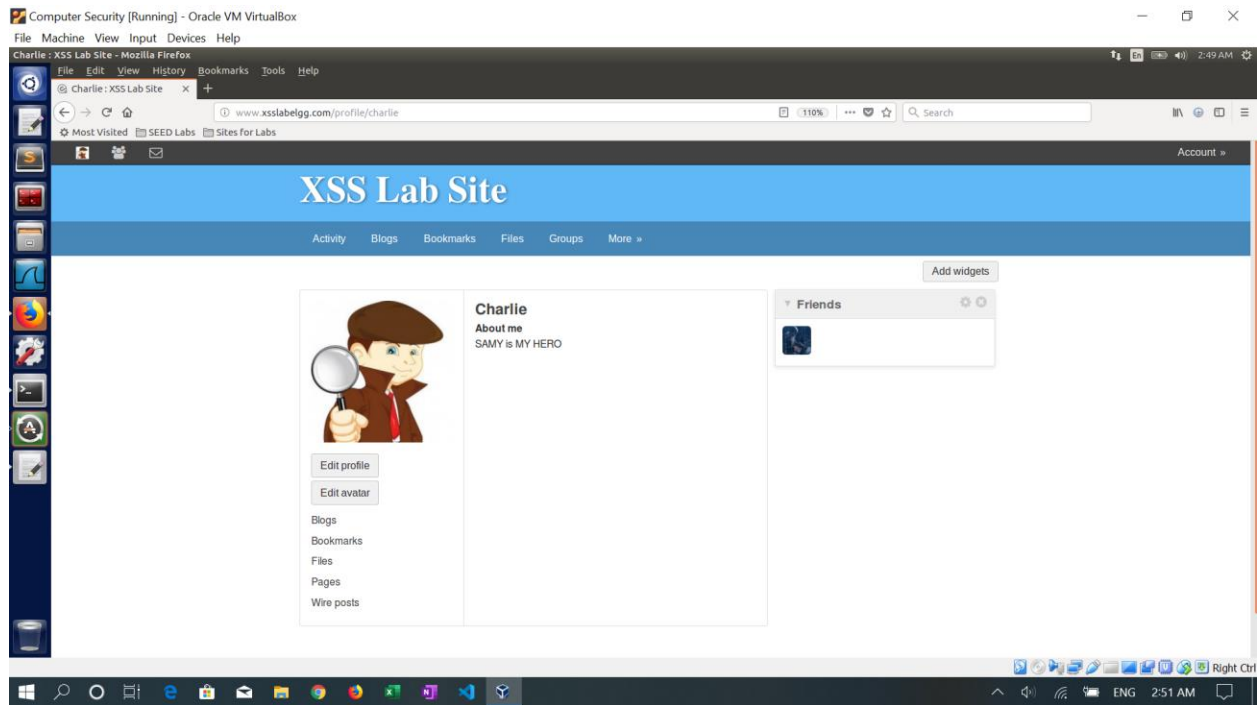 Computer Security [Running] - Oracle VM VirtualBox
File Machine View Input Devices Help
Charlie : XSS Lab Site - Mozilla Firefox
En 2:49 AM
File Edit View History Bookmarks Tools Help
Charlie : XSS Lab Site × +
www.xsslabelgg.com/profile/charlie 110% Search
Most Visited SEED Labs Sites for Labs
Account »
XSS Lab Site
Activity Blogs Bookmarks Files Groups More »
Add widgets
Charlie
About me
SAMY is MY HERO
Friends
Edit profile
Edit avatar
Blogs
Bookmarks
Files
Pages
Wire posts
Right Ctrl
ENG 2:51 AM